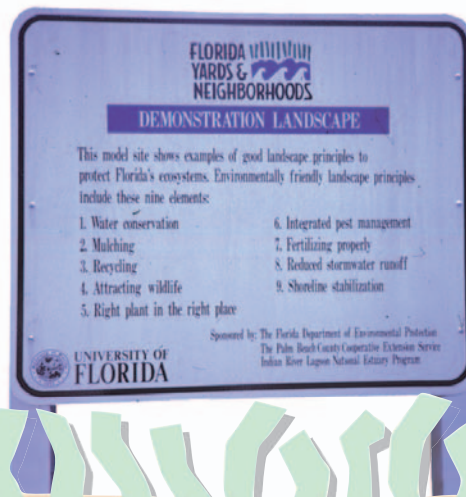 FLORIDA
YARDS &
NEIGHBORHOODS
DEMONSTRATION LANDSCAPE
This model site shows examples of good landscape principles to
protect Florida's ecosystems. Environmentally friendly landscape principles
include these nine elements:
1. Water conservation
2. Mulching
3. Recycling
4. Attracting wildlife
5. Right plant in the right place
6. Integrated pest management
7. Fertilizing properly
8. Reduced stormwater runoff
9. Shoreline stabilization
Sponsored by: The Florida Department of Environmental Protection
The Palm Beach County Cooperative Extension Service
Indian River Lagoon National Estuary Program
UNIVERSITY OF
FLORIDA